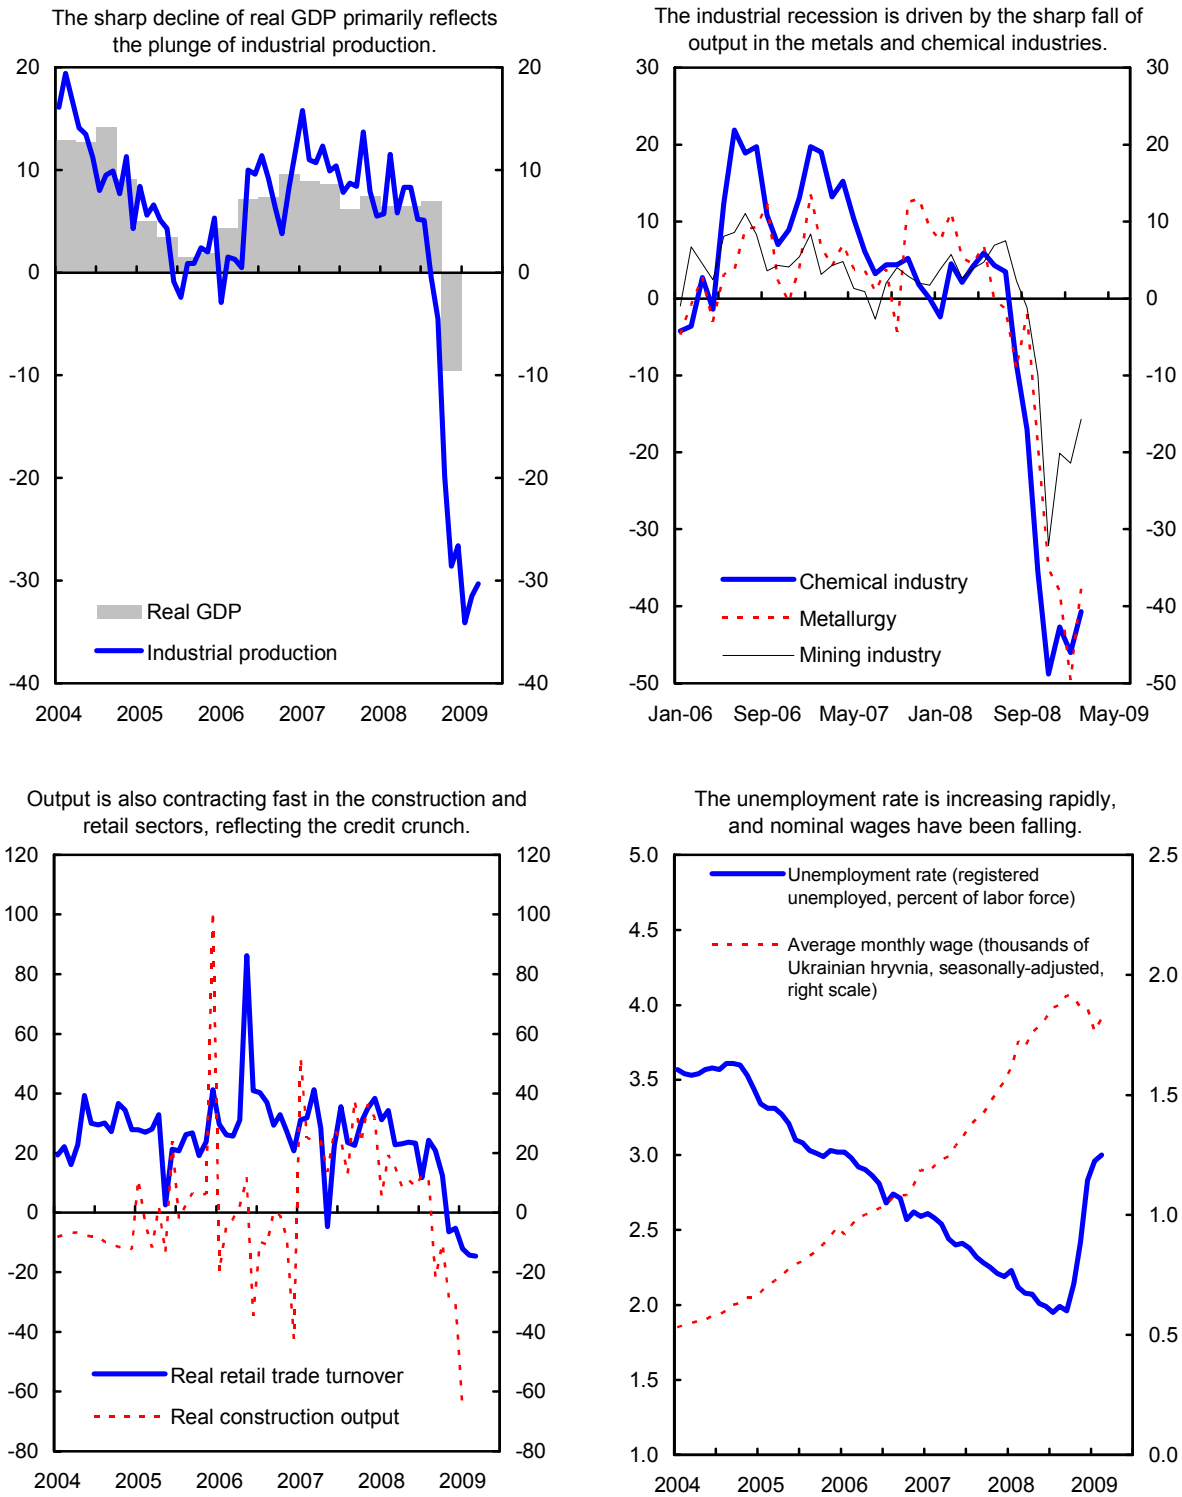 The sharp decline of real GDP primarily reflects
the plunge of industrial production.
20
20
10
10
0
0
-10
-10
-20
-20
-30
-30
-40
-40
Real GDP
Industrial production
2004 2005 2006 2007 2008 2009
The industrial recession is driven by the sharp fall of
output in the metals and chemical industries.
30
30
20
20
10
10
0
0
-10
-10
-20
-20
-30
-30
-40
-40
-50
-50
Chemical industry
Metallurgy
Mining industry
Jan-06 Sep-06 May-07 Jan-08 Sep-08 May-09
Output is also contracting fast in the construction and
retail sectors, reflecting the credit crunch.
120
120
100
100
80
80
60
60
40
40
20
20
0
0
-20
-20
-40
-40
-60
-60
-80
-80
Real retail trade turnover
Real construction output
2004 2005 2006 2007 2008 2009
The unemployment rate is increasing rapidly,
and nominal wages have been falling.
5.0
2.5
4.5
4.0
2.0
3.5
1.5
3.0
2.5
1.0
2.0
0.5
1.5
1.0
0.0
Unemployment rate (registered
unemployed, percent of labor force)
Average monthly wage (thousands of
Ukrainian hryvnia, seasonally-adjusted,
right scale)
2004 2005 2006 2007 2008 2009